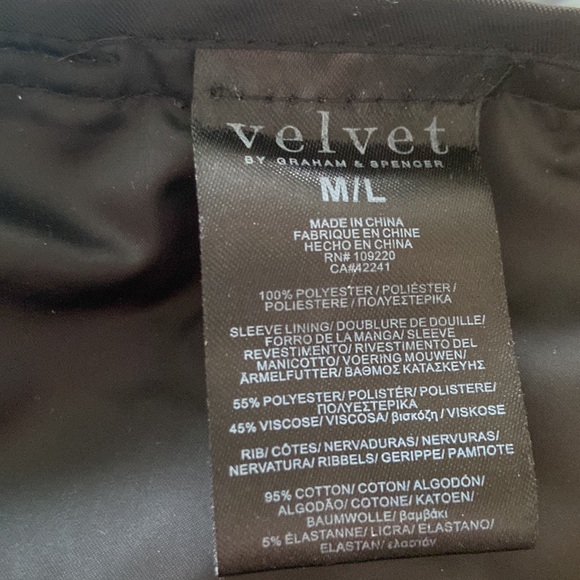 velvet
BY GRAHAM & SPENCER
M/L
MADE IN CHINA
FABRIQUE EN CHINE
HECHO EN CHINA
RN# 109220
CA#42241
100% POLYESTER/ POLIÉSTER/
POLIESTERE / ΠΟΛΥΕΣΤΕΡΙΚΑ
SLEEVE LINING/ DOUBLURE DE DOUILLE/
FORRO DE LA MANGA/ SLEEVE
REVESTIMENTO/ RIVESTIMENTO DEL
MANICOTTO/ VOERING MOUWEN/
ÄRMELFUTTER/ ΒΑΘΜΟΣ ΚΑΤΑΣΚΕΥΗΣ
55% POLYESTER/ POLISTÉR/ POLISTERE/
ΠΟΛΥΕΣΤΕΡΙΚΑ
45% VISCOSE/ VISCOSA/ βισκόζη / VISKOSE
RIB/ CÔTES/ NERVADURAS/ NERVURAS/
NERVATURA/ RIBBELS/ GERIPPE/ ΡΑΜΠΟΤΕ
95% COTTON/ COTON/ ALGODÓN/
ALGODÃO/ COTONE/ KATOEN/
BAUMWOLLE/ βαμβάκι
5% ÉLASTANNE/ LICRA/ ELASTANO/
ELASTAN/ ελαστάν